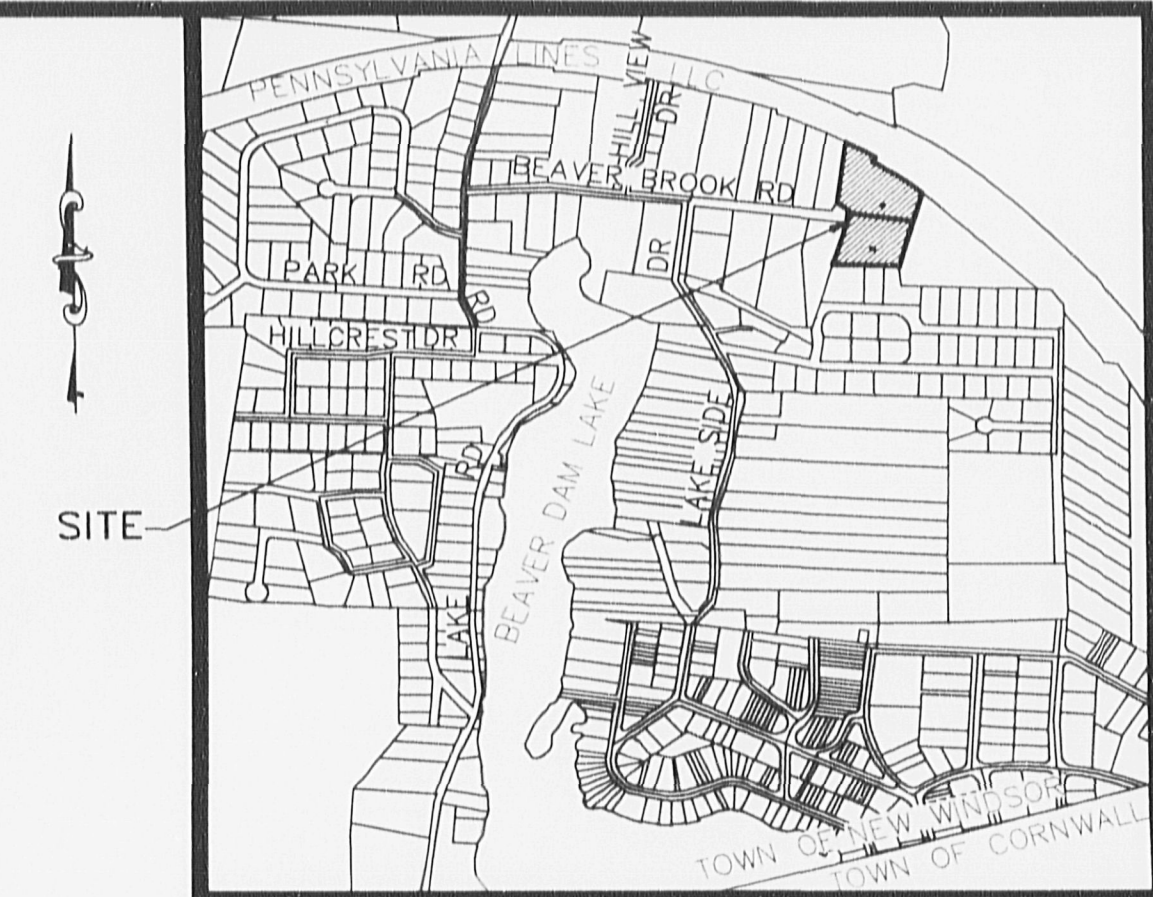 PENNSYLVANIA LINES LLC
HILL VIEW
DR
BEAVER BROOK RD
DR
PARK RD
RD
HILLCREST DR
LAKE SIDE
RD
BEAVER DAM LAKE
SITE
LAKE
TOWN OF NEW WINDSOR
TOWN OF CORNWALL